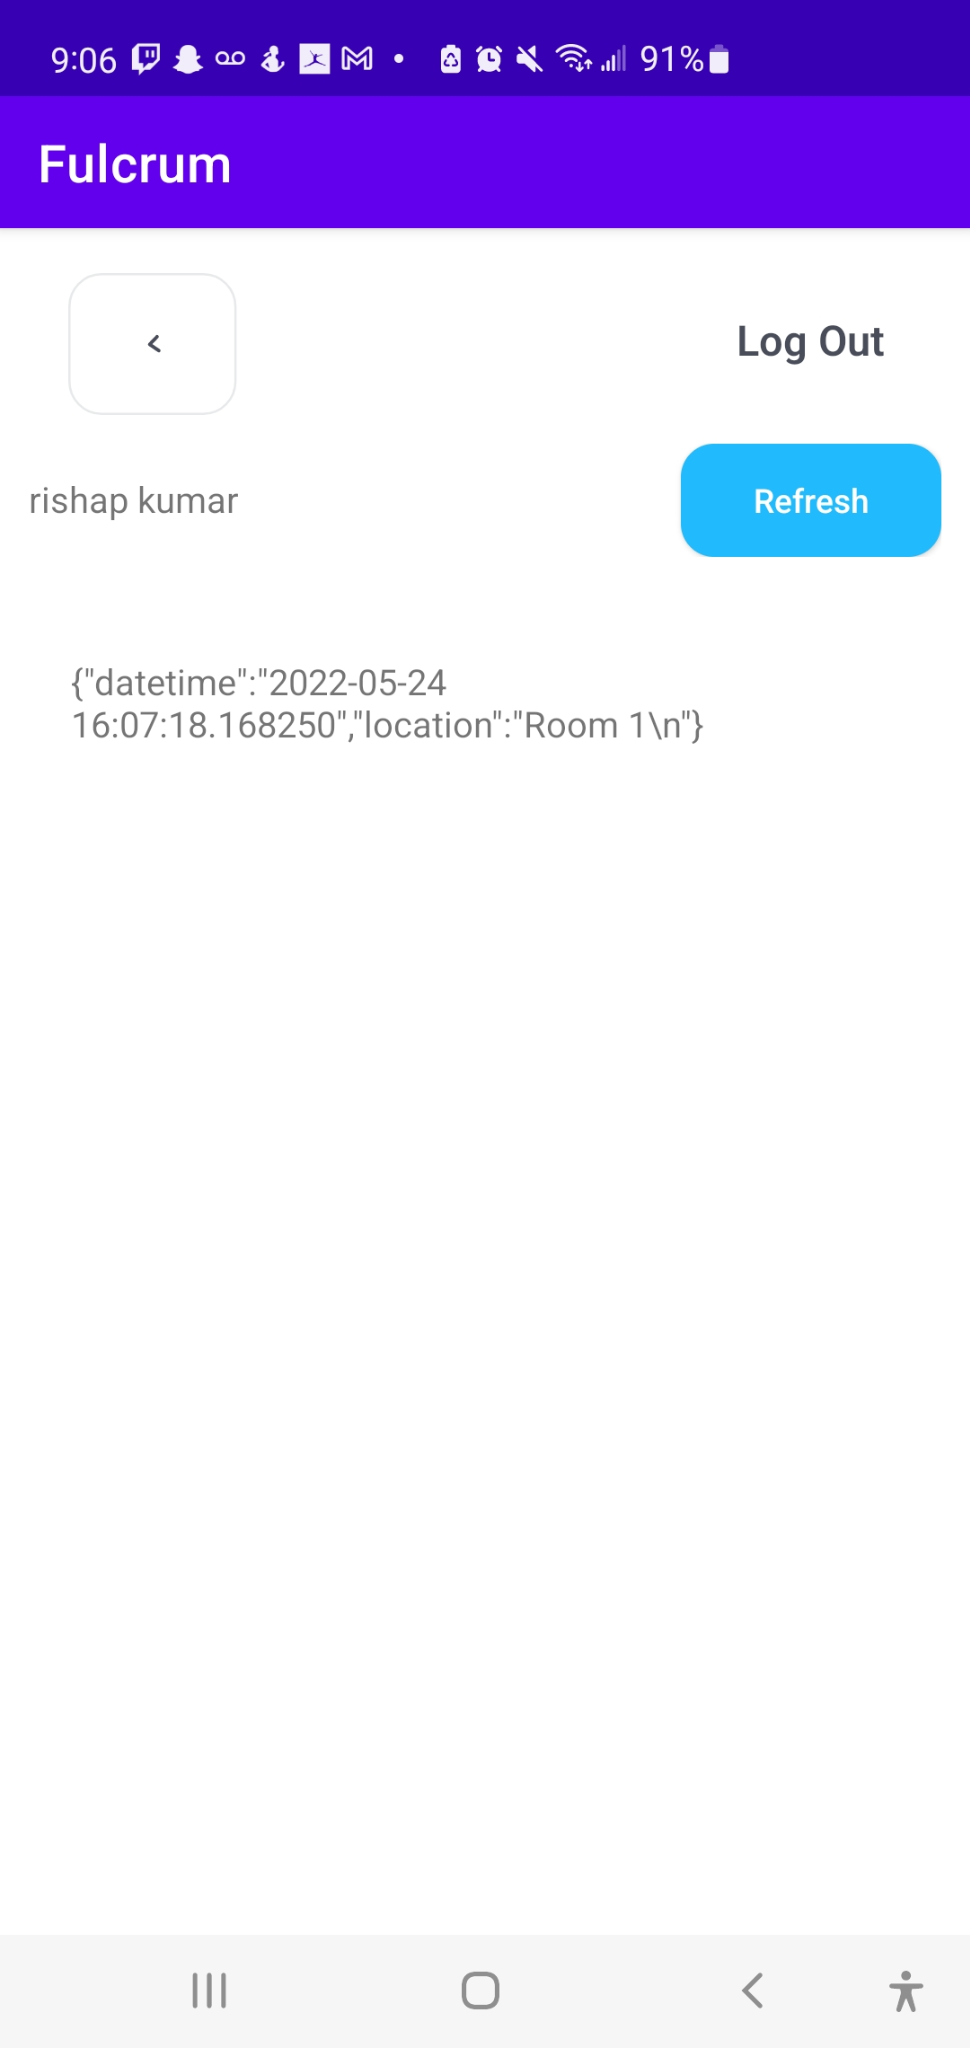 9:06 91%
Fulcrum
<
Log Out
rishap kumar
Refresh
{"datetime":"2022-05-24
16:07:18.168250","location":"Room 1\n"}